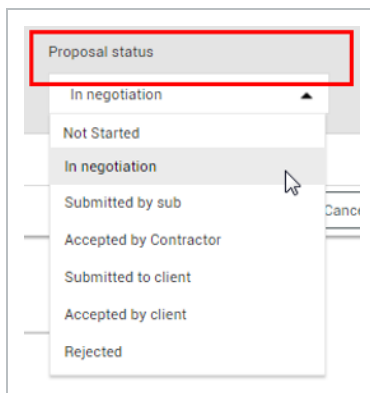 Proposal status
In negotiation
Not Started
In negotiation
Submitted by sub
Cance
Accepted by Contractor
Submitted to client
Accepted by client
Rejected